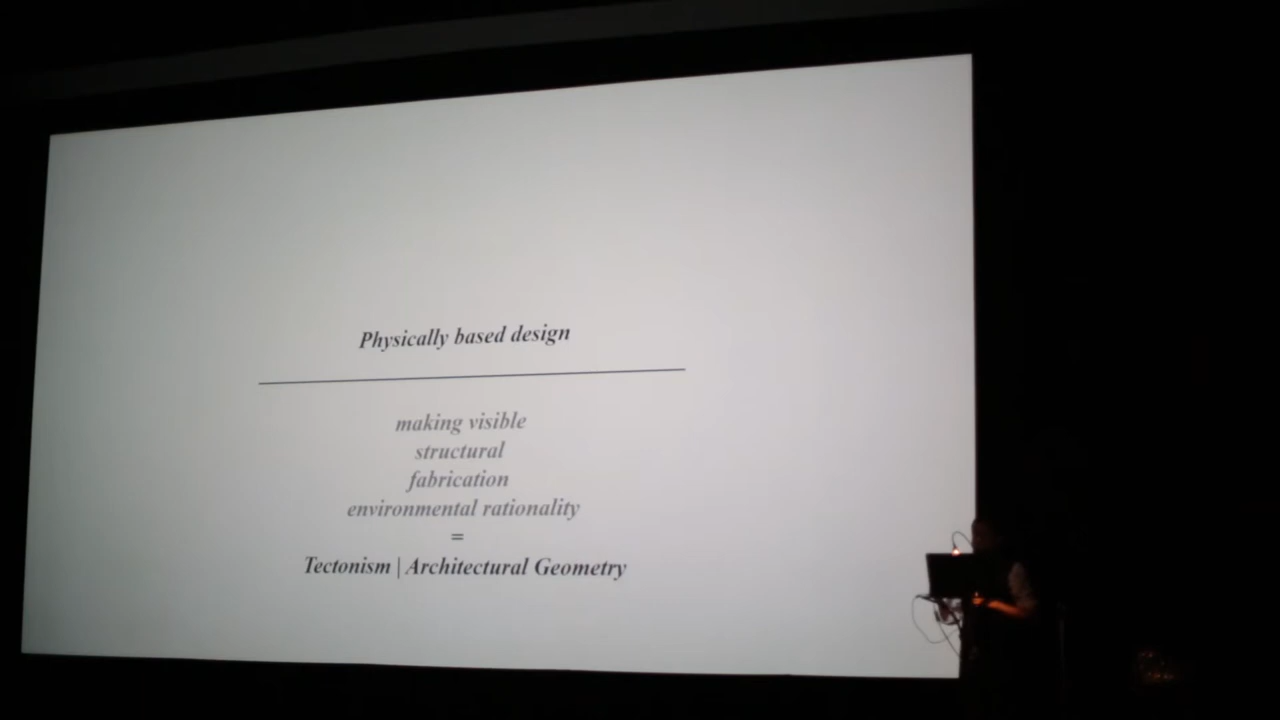 Physically based design
making visible
structural
fabrication
environmental rationality
=
Tectonism | Architectural Geometry